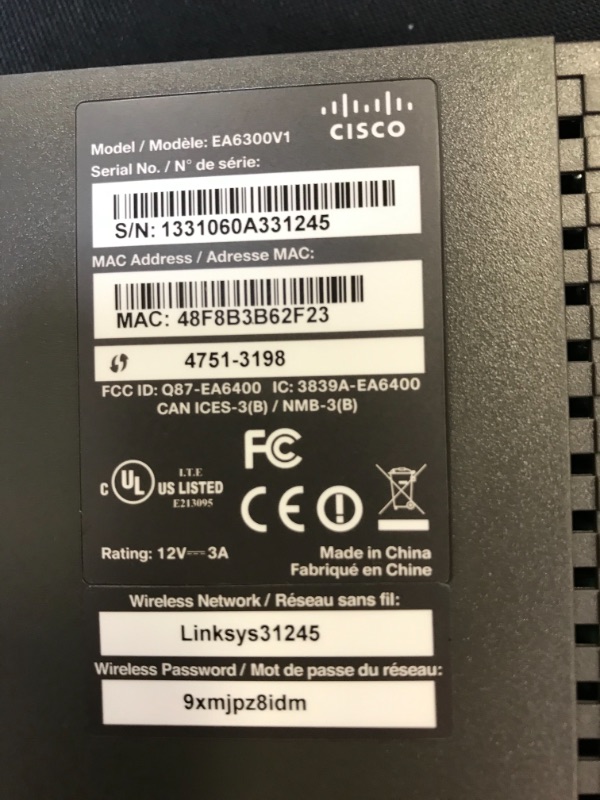 CISCO
Model / Modèle: EA6300V1
Serial No. / N° de série:
S/N: 1331060A331245
MAC Address / Adresse MAC:
MAC: 48F8B3B62F23
4751-3198
FCC ID: Q87-EA6400 IC: 3839A-EA6400
CAN ICES-3(B) / NMB-3(B)
FC
C UL US LISTED
I.T.E
E213095
CE
Rating: 12V⎓3A
Made in China
Fabriqué en Chine
Wireless Network / Réseau sans fil:
Linksys31245
Wireless Password / Mot de passe du réseau:
9xmjpz8idm